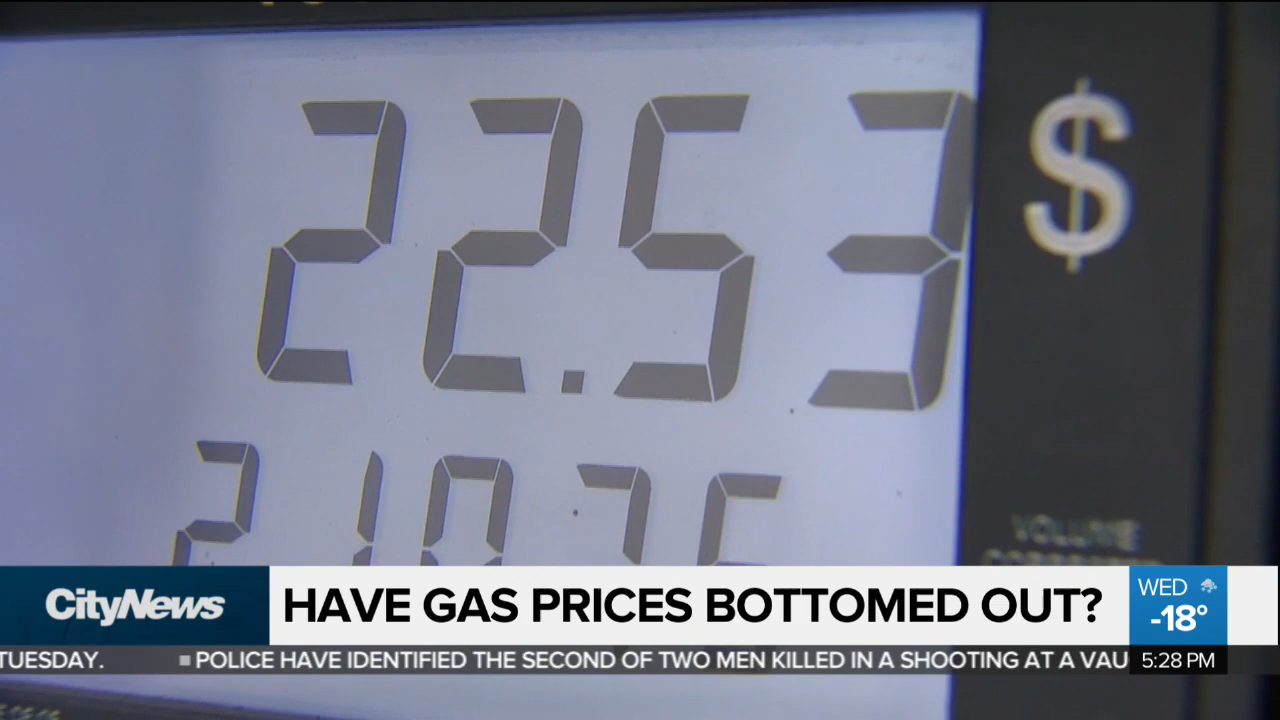 22.53
$
VOLUME
CityNews
HAVE GAS PRICES BOTTOMED OUT?
WED
-18°
TUESDAY. ■ POLICE HAVE IDENTIFIED THE SECOND OF TWO MEN KILLED IN A SHOOTING AT A VAU
5:28 PM